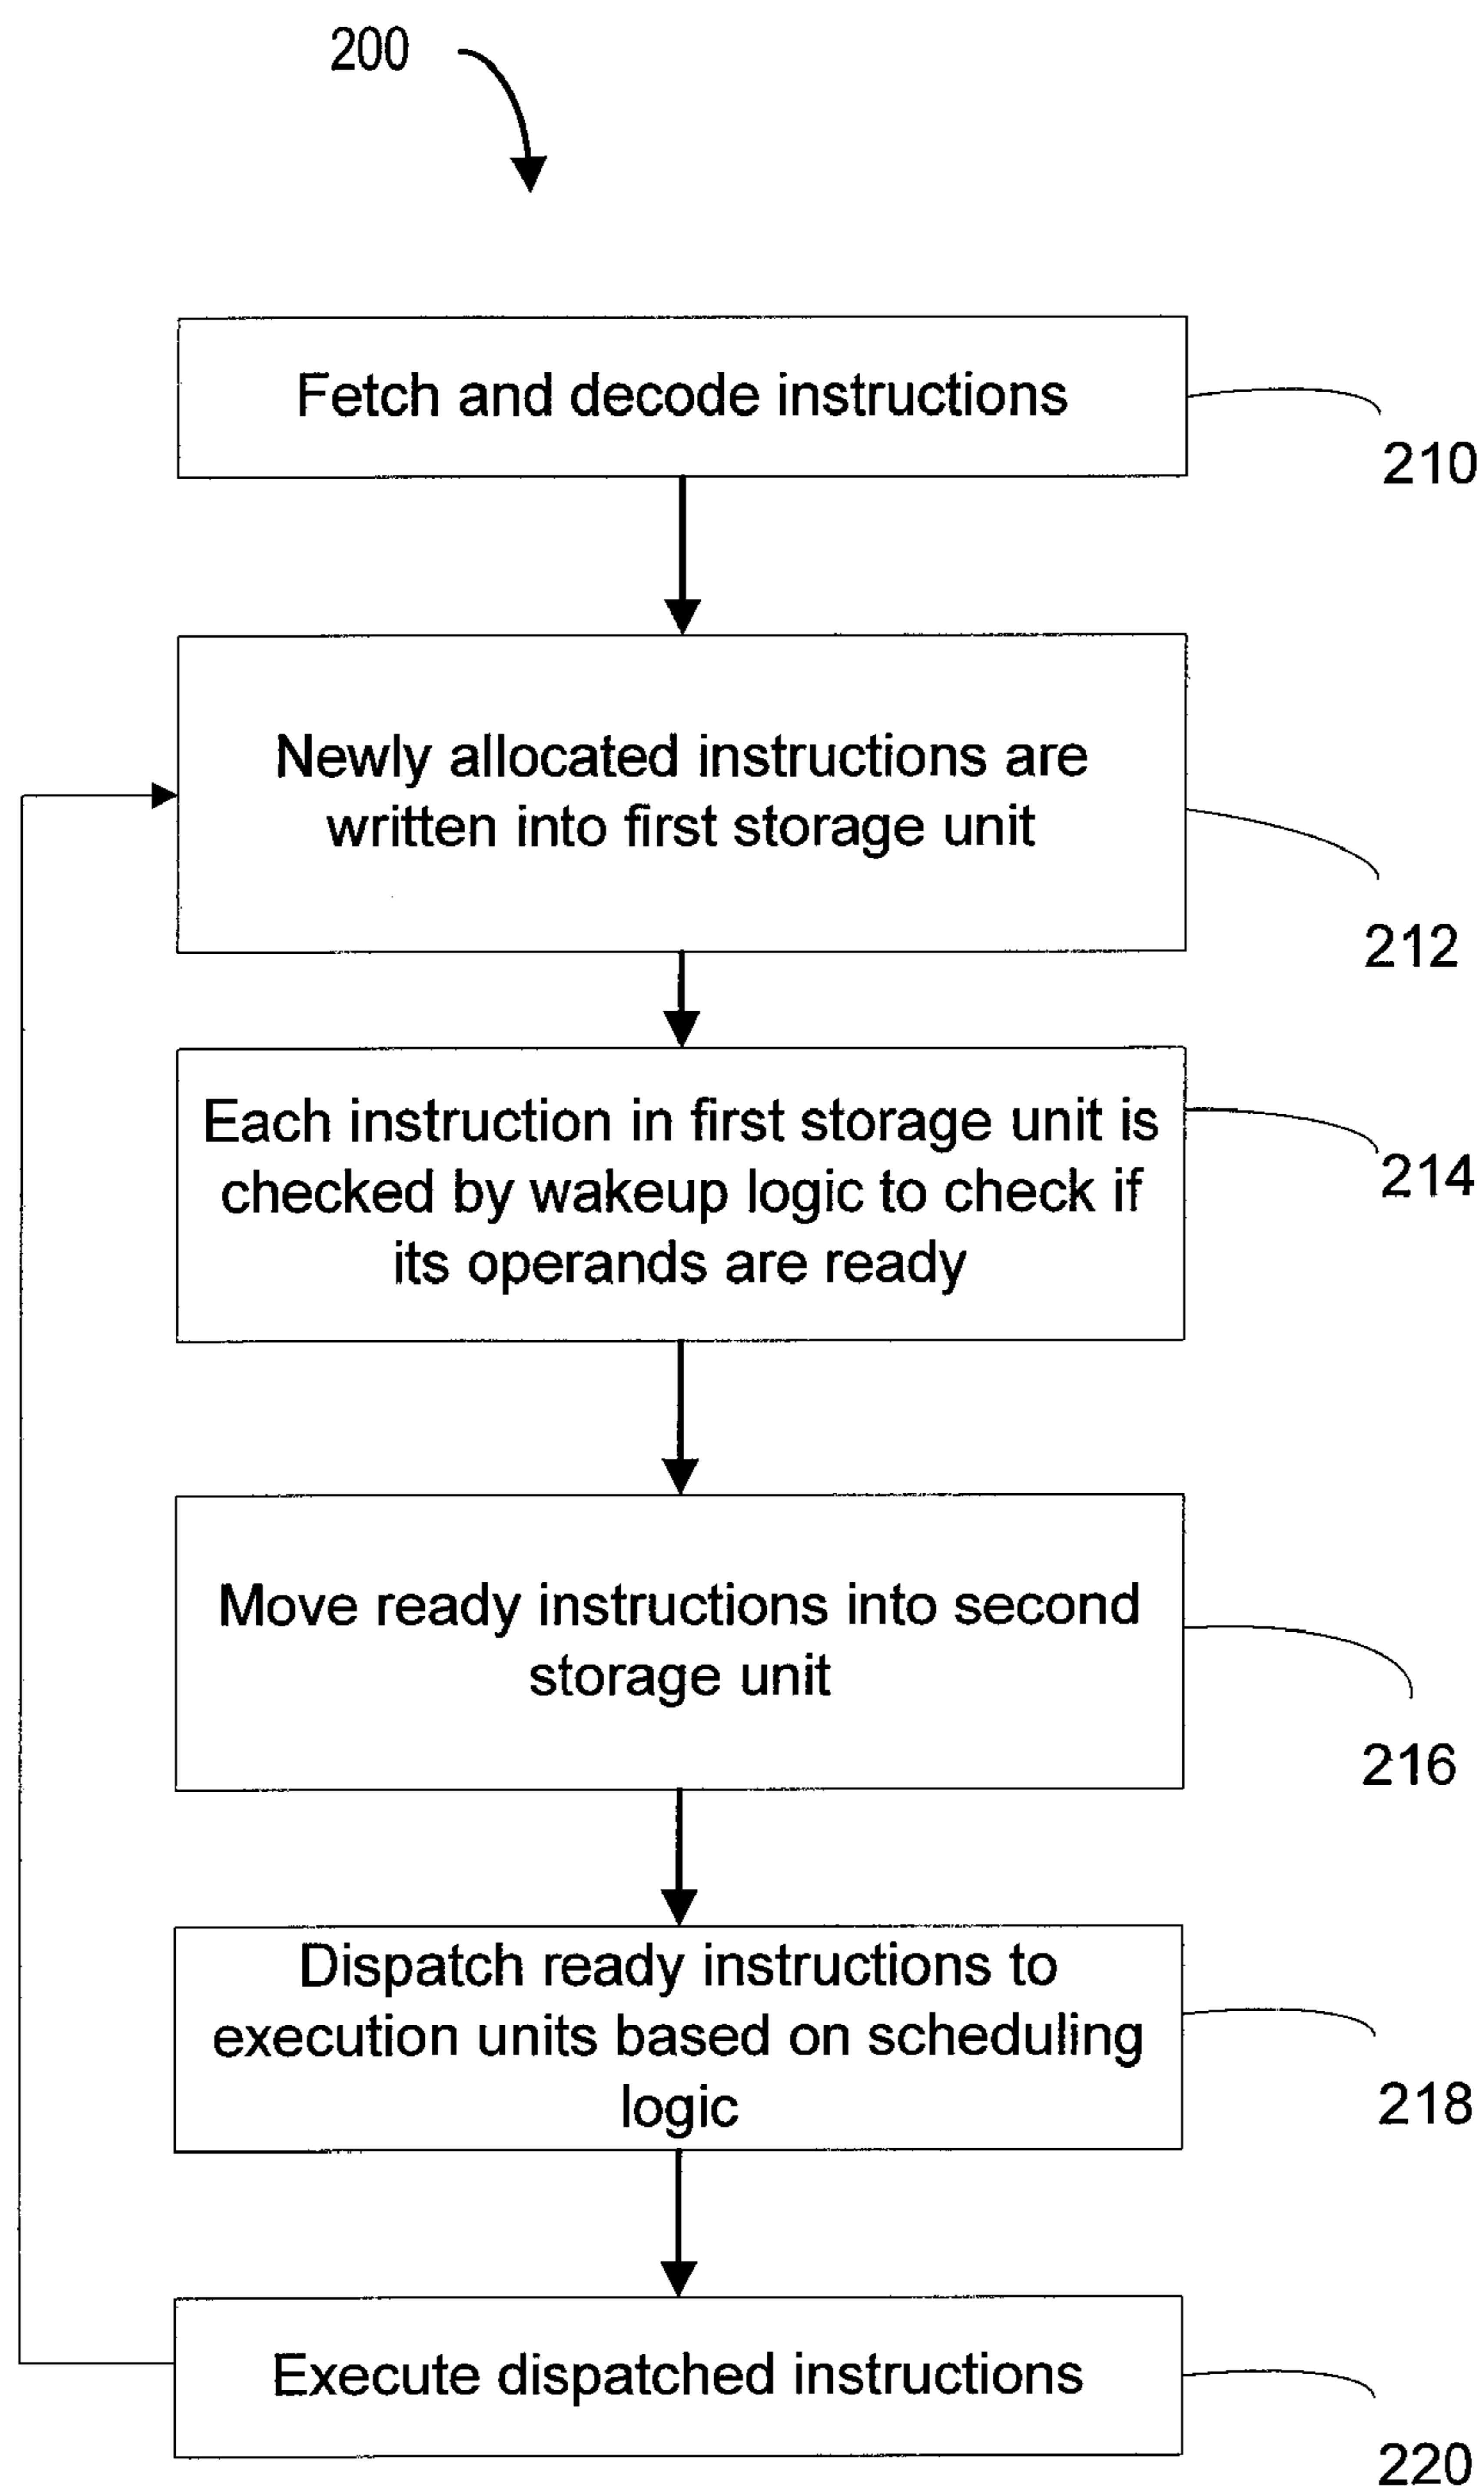 200
Fetch and decode instructions
210
Newly allocated instructions are
written into first storage unit
212
Each instruction in first storage unit is
checked by wakeup logic to check if
its operands are ready
214
Move ready instructions into second
storage unit
216
Dispatch ready instructions to
execution units based on scheduling
logic
218
Execute dispatched instructions
220